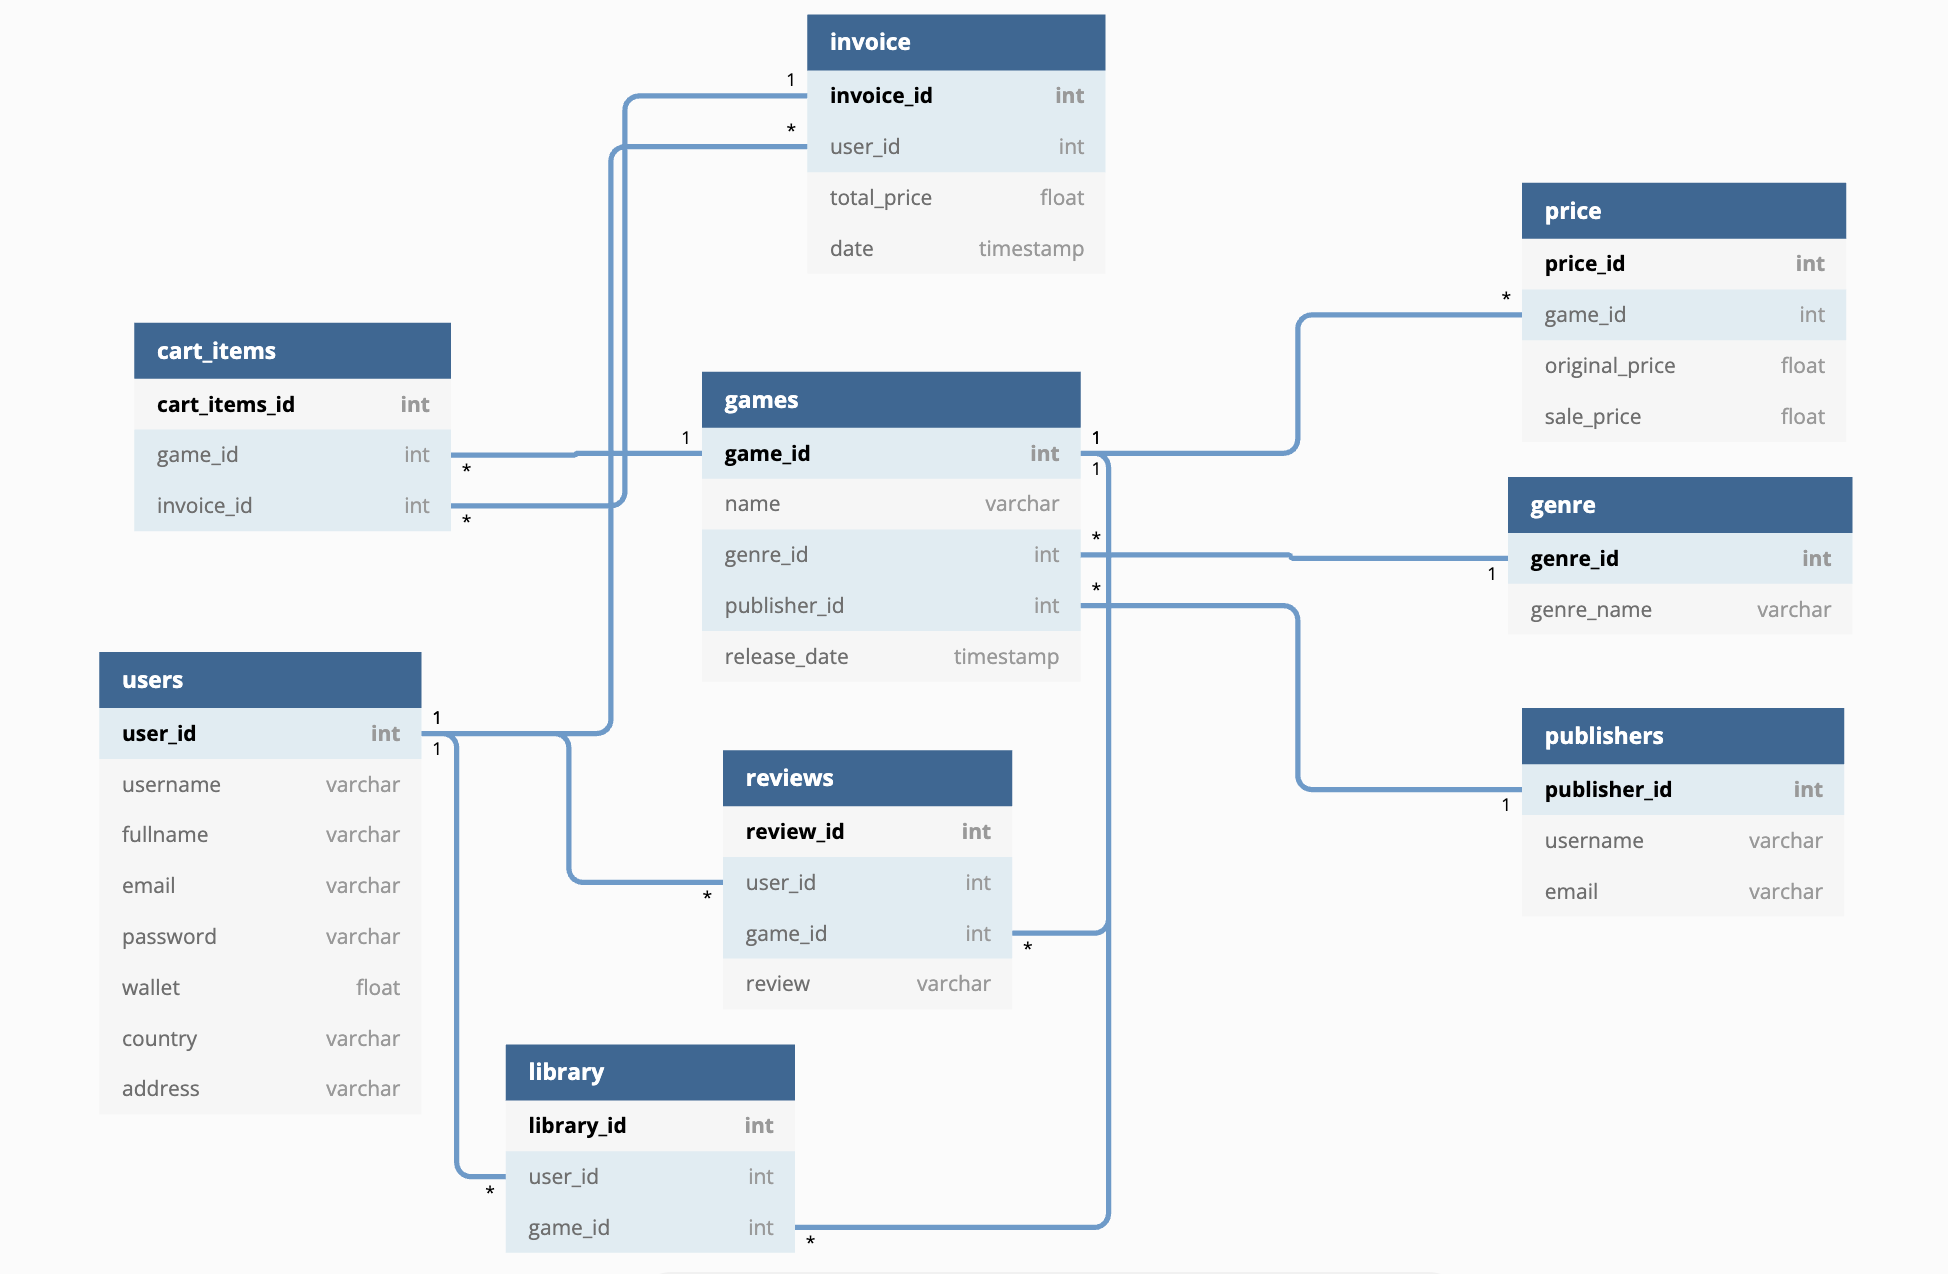 invoice
1
invoice_id int
*
user_id int
total_price float
date timestamp
price
price_id int
*
game_id int
original_price float
sale_price float
cart_items
cart_items_id int
game_id int
*
invoice_id int
*
games
1
game_id int
1
1
name varchar
*
genre_id int
*
publisher_id int
release_date timestamp
genre
genre_id int
1
genre_name varchar
users
1
user_id int
1
username varchar
fullname varchar
email varchar
password varchar
wallet float
country varchar
address varchar
publishers
publisher_id int
1
username varchar
email varchar
reviews
review_id int
user_id int
*
game_id int
*
review varchar
library
library_id int
user_id int
*
game_id int
*